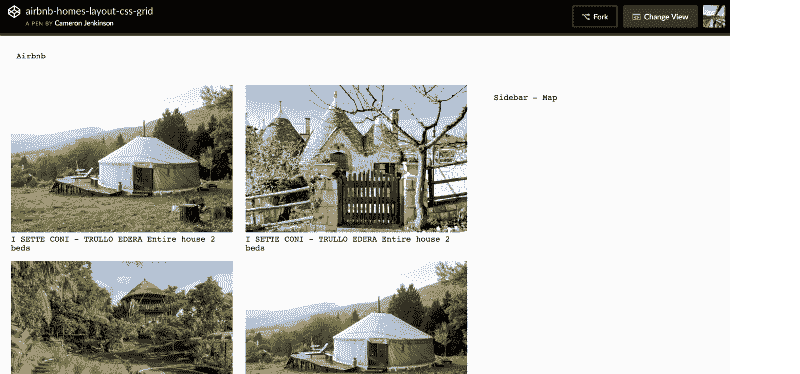 airbnb-homes-layout-css-grid
A PEN BY Cameron Jenkinson
Fork
Change View
Airbnb
Sidebar - Map
I SETTE CONI - TRULLO EDERA Entire house 2
beds
I SETTE CONI - TRULLO EDERA Entire house 2
beds